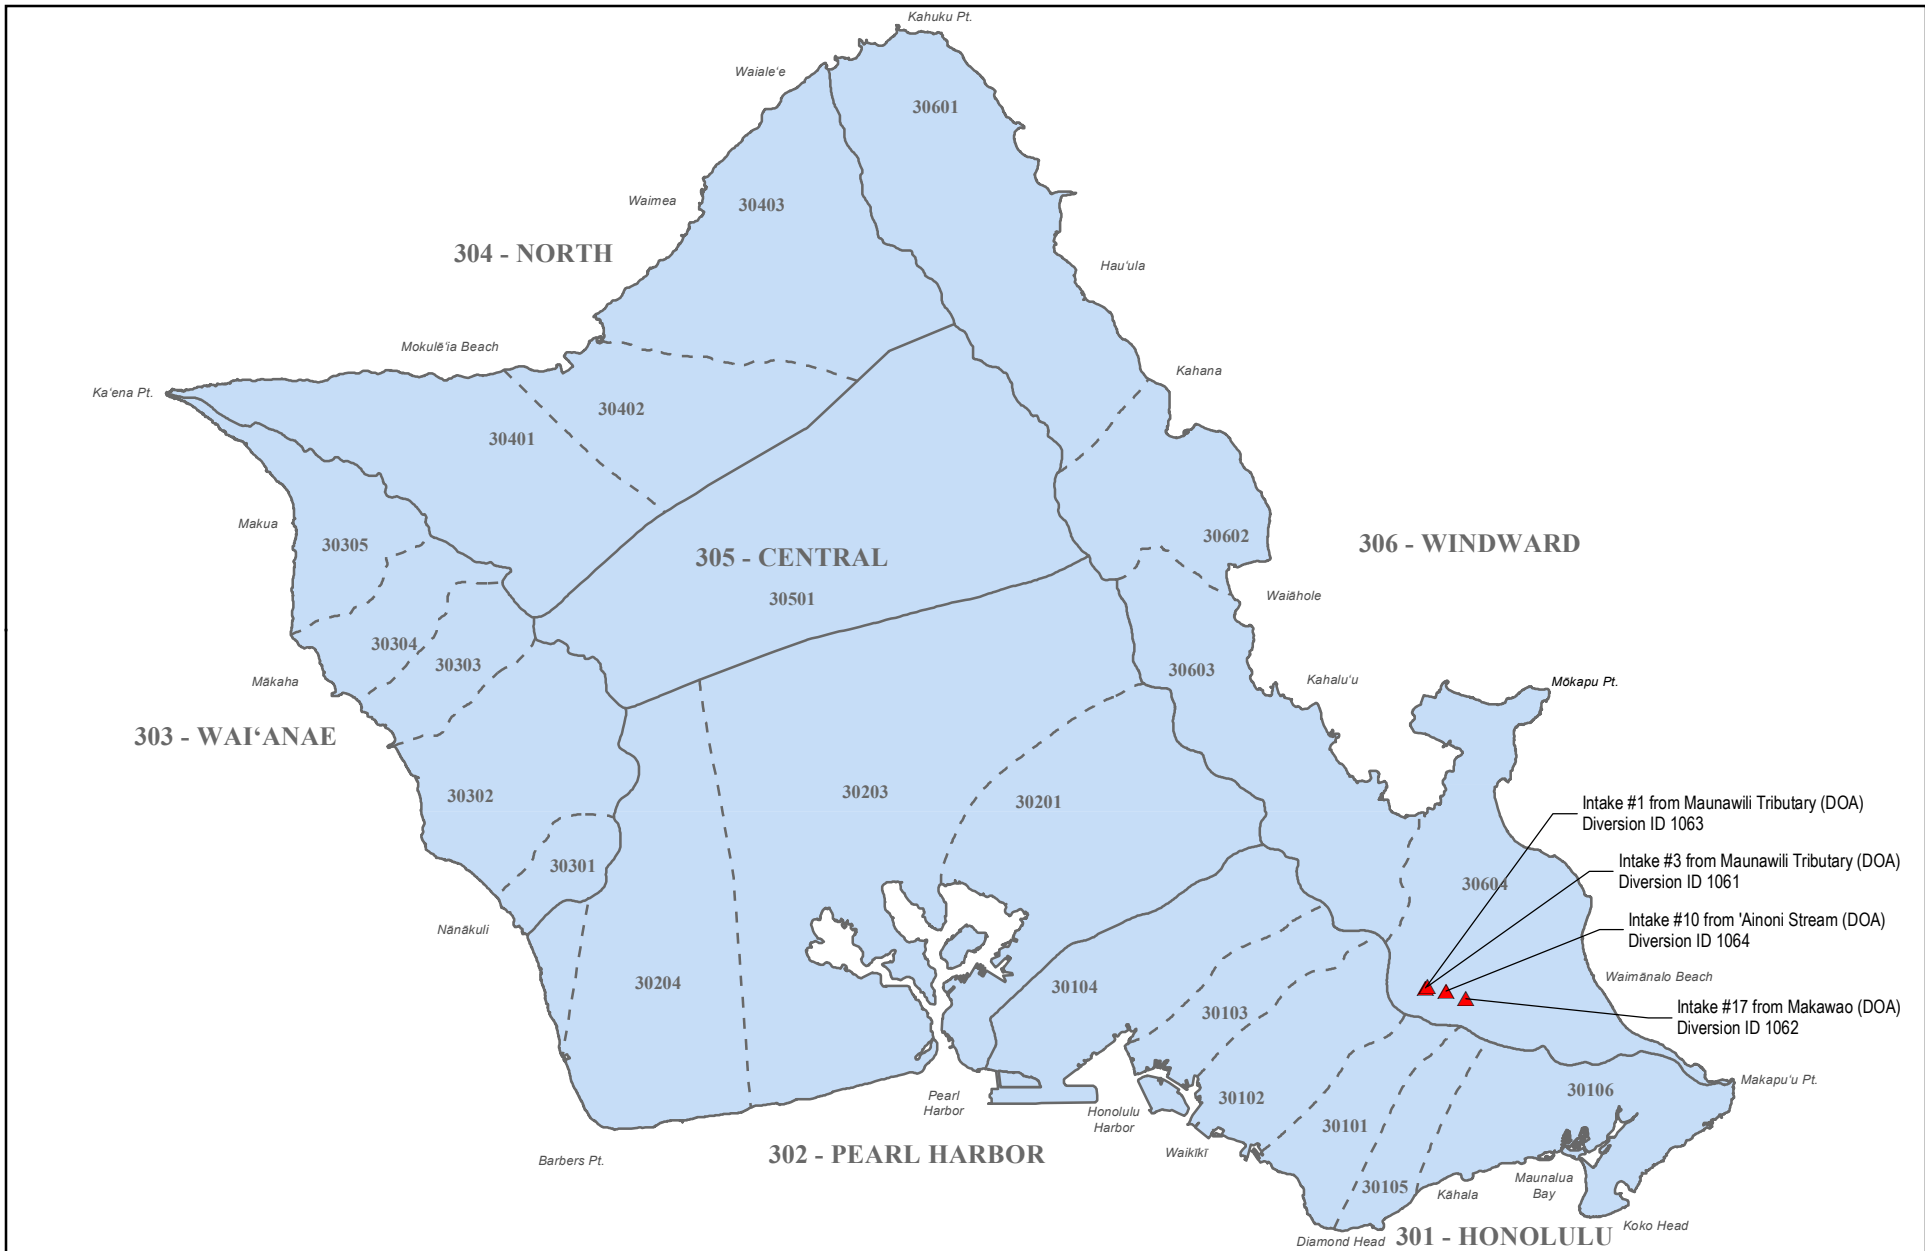 Kahuku Pt.
Waiale‘e
30601
Waimea
30403
304 - NORTH
Hau‘ula
Mokulē‘ia Beach
Kahana
Ka‘ena Pt.
30402
30401
Makua
30305
30602
306 - WINDWARD
305 - CENTRAL
30501
Waiāhole
30304
30303
30603
Mākaha
Kahalu‘u
Mōkapu Pt.
303 - WAI‘ANAE
30302
30203
30201
Intake #1 from Maunawili Tributary (DOA)
Diversion ID 1063
30301
Intake #3 from Maunawili Tributary (DOA)
Diversion ID 1061
30604
Nānākuli
Intake #10 from 'Ainoni Stream (DOA)
Diversion ID 1064
30204
30104
Waimānalo Beach
30103
Intake #17 from Makawao (DOA)
Diversion ID 1062
Pearl
Harbor
Honolulu
Harbor
30102
30106
Makapu‘u Pt.
30101
Barbers Pt.
302 - PEARL HARBOR
Waikīkī
30105
Kāhala
Maunalua
Bay
Koko Head
Diamond Head
301 - HONOLULU